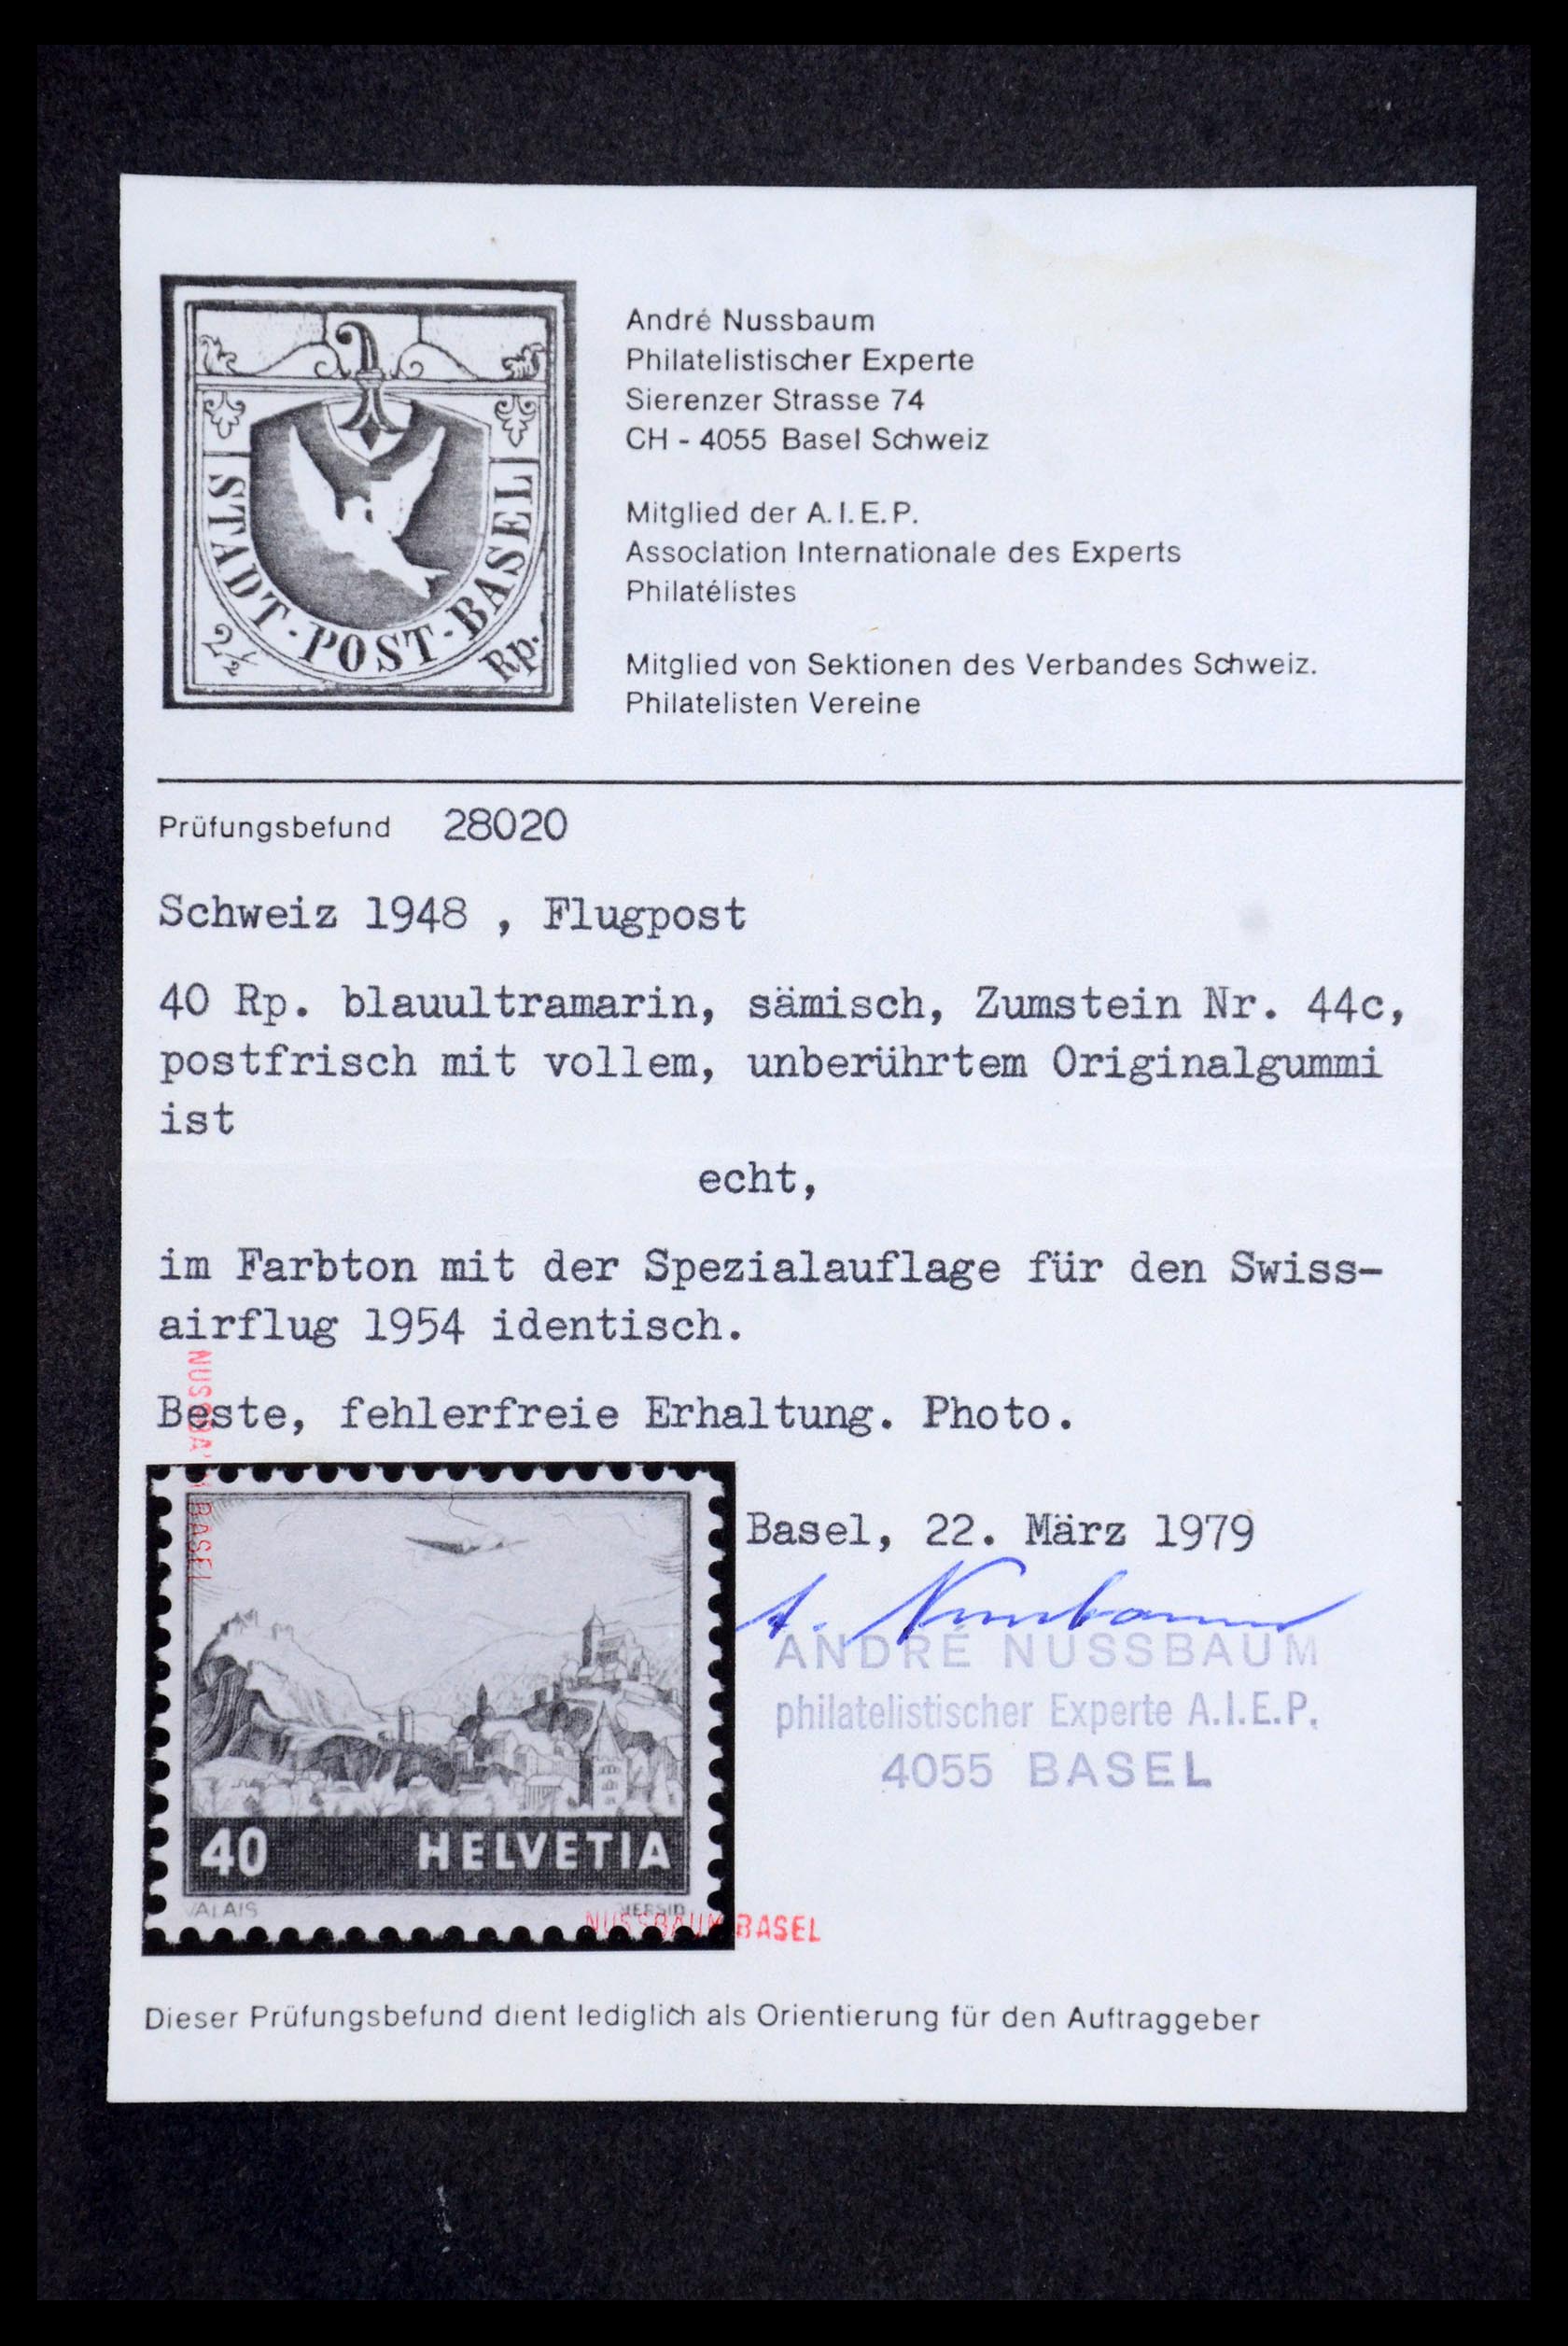 STADT·POST·BASEL
2½ Rp.
André Nussbaum
Philatelistischer Experte
Sierenzer Strasse 74
CH - 4055 Basel Schweiz
Mitglied der A.I.E.P.
Association Internationale des Experts
Philatélistes
Mitglied von Sektionen des Verbandes Schweiz.
Philatelisten Vereine
Prüfungsbefund 28020
Schweiz 1948 , Flugpost
40 Rp. blauultramarin, sämisch, Zumstein Nr. 44c,
postfrisch mit vollem, unberührtem Originalgummi
ist
echt,
im Farbton mit der Spezialauflage für den Swiss-
airflug 1954 identisch.
Beste, fehlerfreie Erhaltung. Photo.
NUSSBAUM BASEL
Basel, 22. März 1979
A. Nussbaum
ANDRÉ NUSSBAUM
philatelistischer Experte A.I.E.P.
4055 BASEL
40 HELVETIA
VALAIS
NUSSBAUM BASEL
Dieser Prüfungsbefund dient lediglich als Orientierung für den Auftraggeber